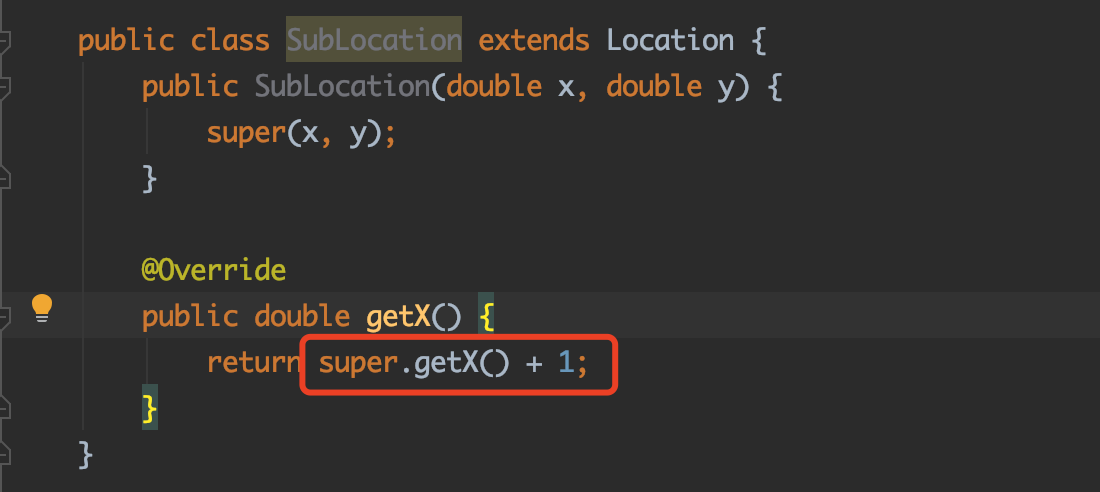 public class SubLocation extends Location {
public SubLocation(double x, double y) {
super(x, y);
}
@Override
public double getX() {
return super.getX() + 1;
}
}